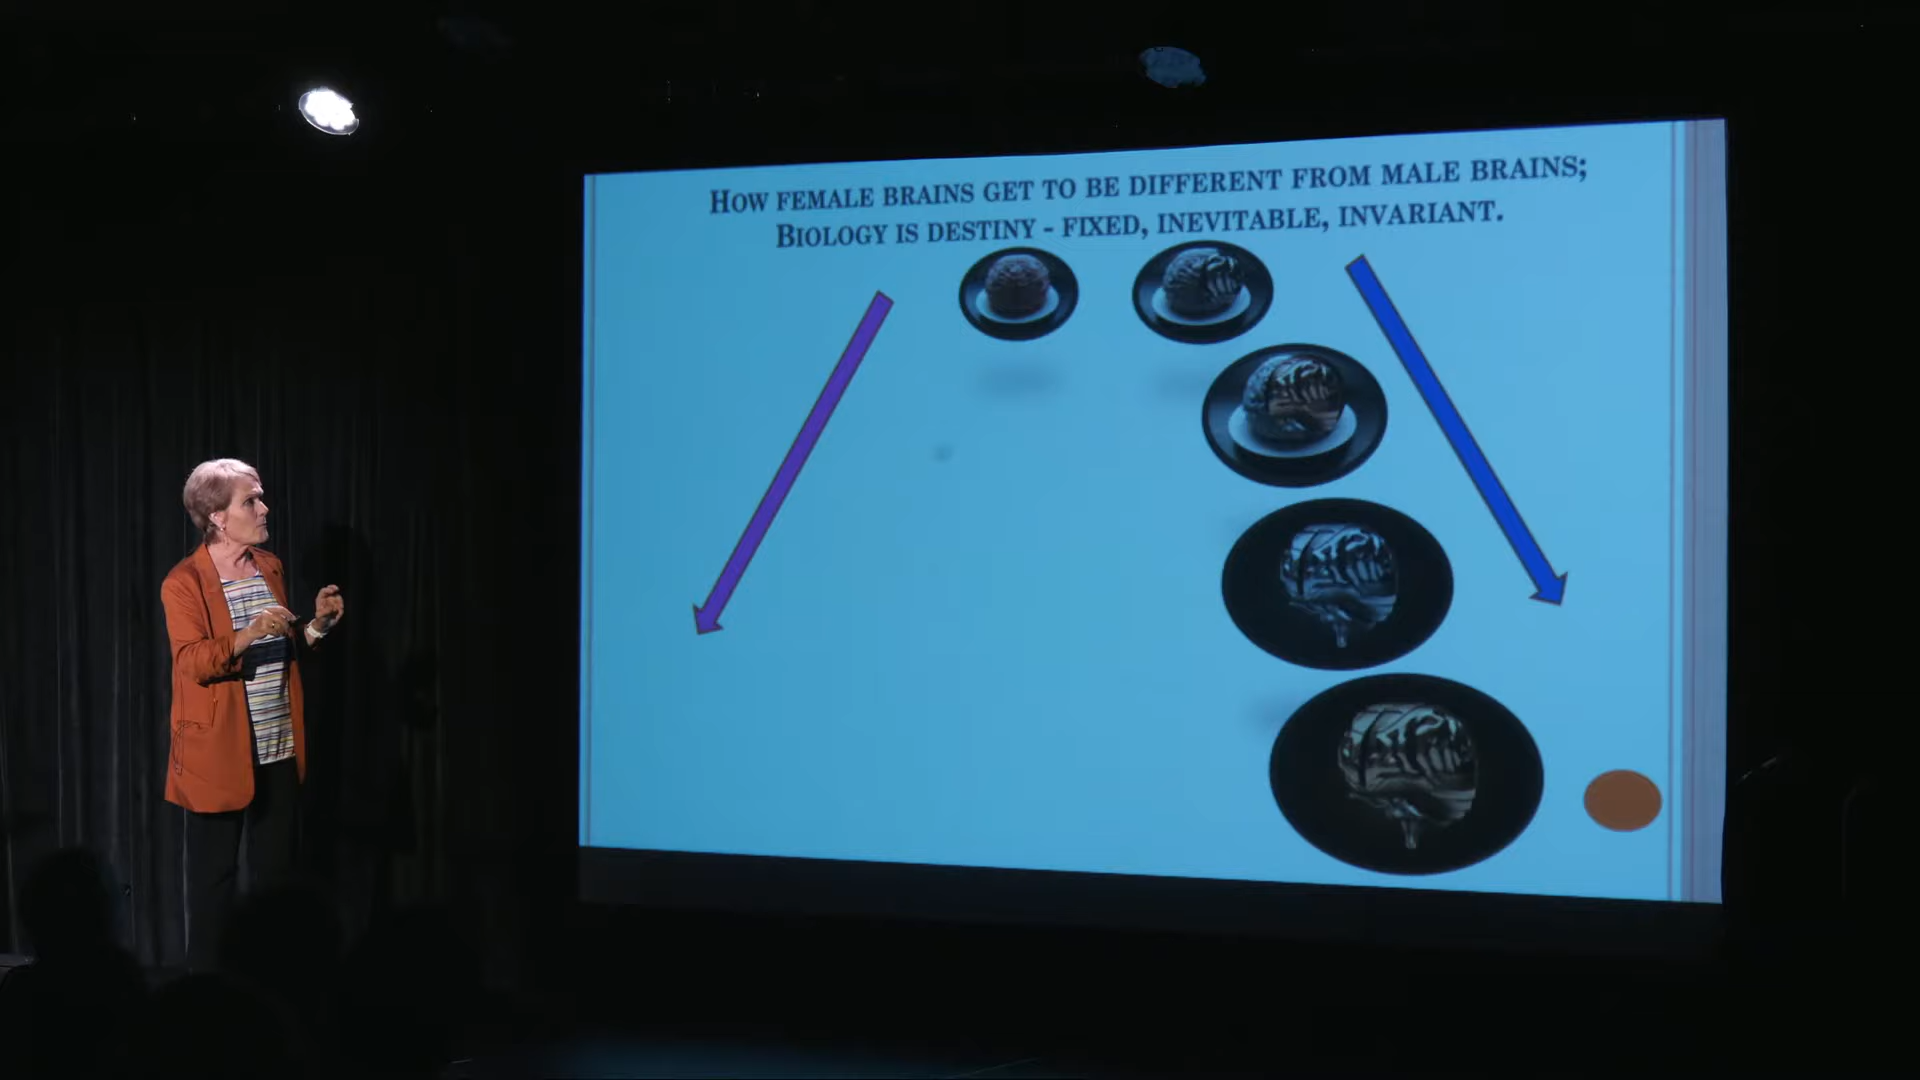 HOW FEMALE BRAINS GET TO BE DIFFERENT FROM MALE BRAINS;
BIOLOGY IS DESTINY - FIXED, INEVITABLE, INVARIANT.